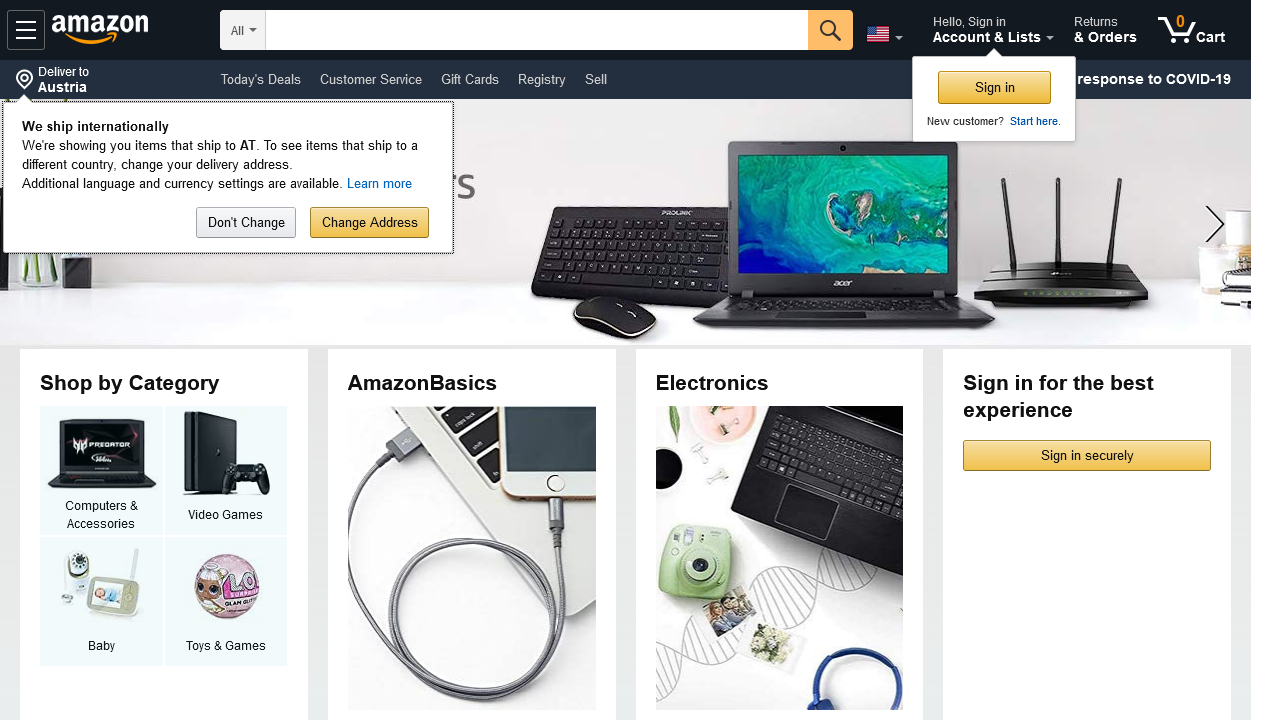 amazon
All
Hello, Sign in
Account & Lists
Returns
& Orders
0
Cart
Deliver to
Austria
Today's Deals
Customer Service
Gift Cards
Registry
Sell
response to COVID-19
Sign in
New customer? Start here.
We ship internationally
We're showing you items that ship to AT. To see items that ship to a
different country, change your delivery address.
Additional language and currency settings are available. Learn more
Don't Change
Change Address
PROLINK
acer
Shop by Category
PREDATOR
Computers &
Accessories
Video Games
Baby
GLAM GLITTER
Toys & Games
AmazonBasics
Electronics
Sign in for the best
experience
Sign in securely